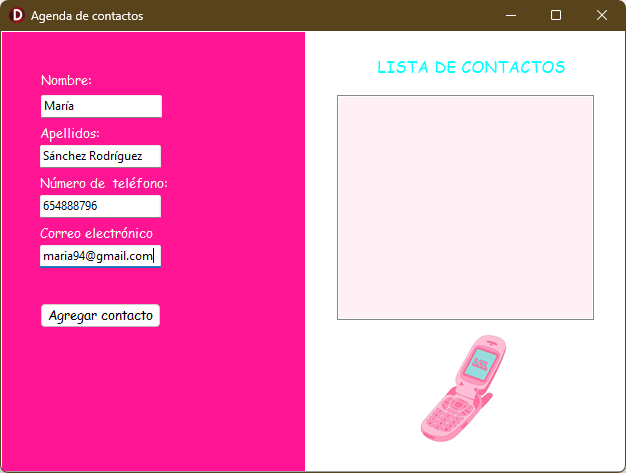 Agenda de contactos
Nombre:
María
Apellidos:
Sánchez Rodríguez
Número de teléfono:
654888796
Correo electrónico
maria94@gmail.com
Agregar contacto
LISTA DE CONTACTOS